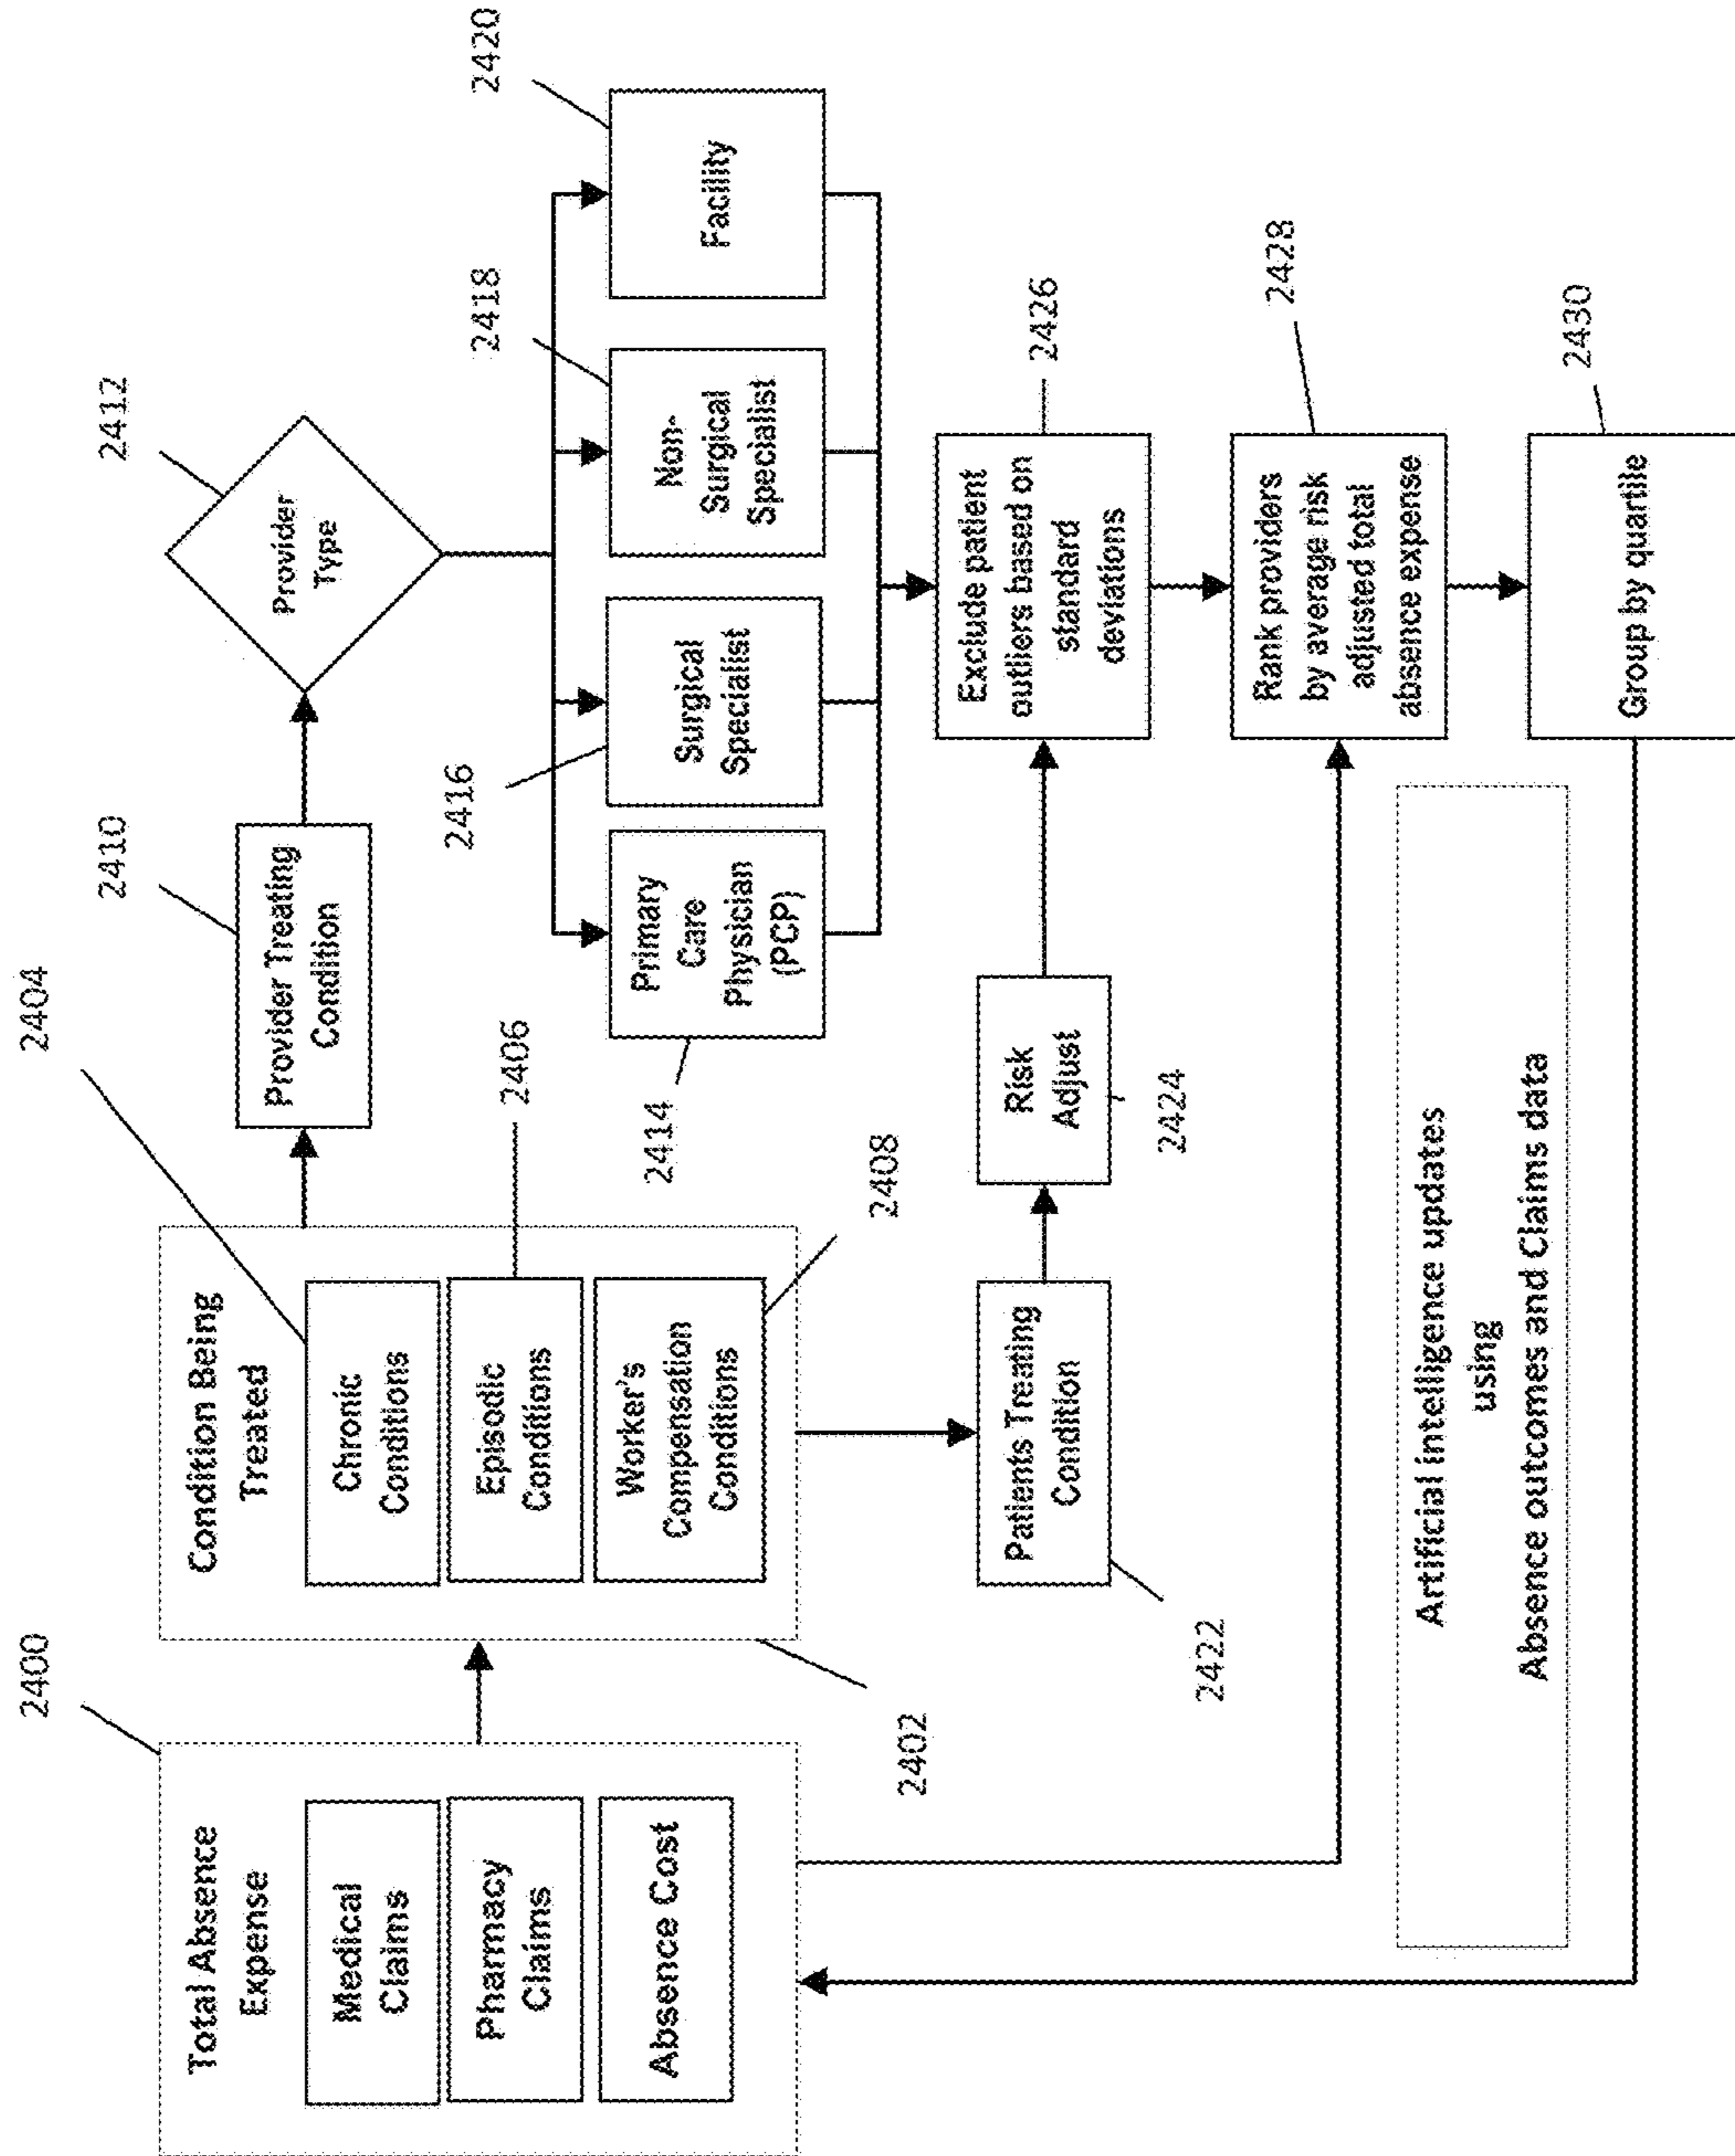 2400
Total Absence
Expense
Medical
Claims
Pharmacy
Claims
Absence Cost
2402
Condition Being
Treated
2404
Chronic
Conditions
2406
Episodic
Conditions
2408
Worker's
Compensation
Conditions
2410
Provider Treating
Condition
2412
Provider
Type
2414
Primary
Care
Physician
(PCP)
2416
Surgical
Specialist
2418
Non-
Surgical
Specialist
2420
Facility
2422
Patients Treating
Condition
2424
Risk
Adjust
2426
Exclude patient
outliers based on
standard
deviations
2428
Rank providers
by average risk
adjusted total
absence expense
2430
Group by quartile
Artificial intelligence updates
using
Absence outcomes and Claims data